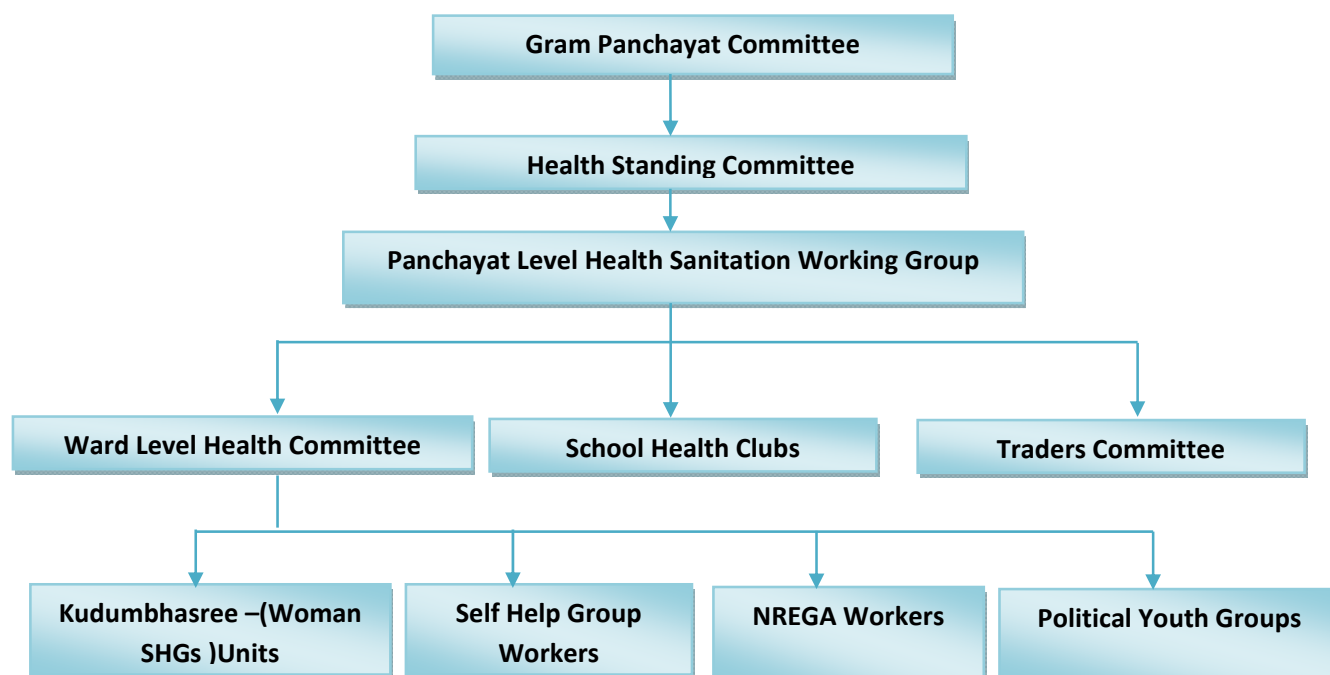 Gram Panchayat Committee
Health Standing Committee
Panchayat Level Health Sanitation Working Group
Ward Level Health Committee
School Health Clubs
Traders Committee
Kudumbhasree –(Woman
SHGs )Units
Self Help Group
Workers
NREGA Workers
Political Youth Groups